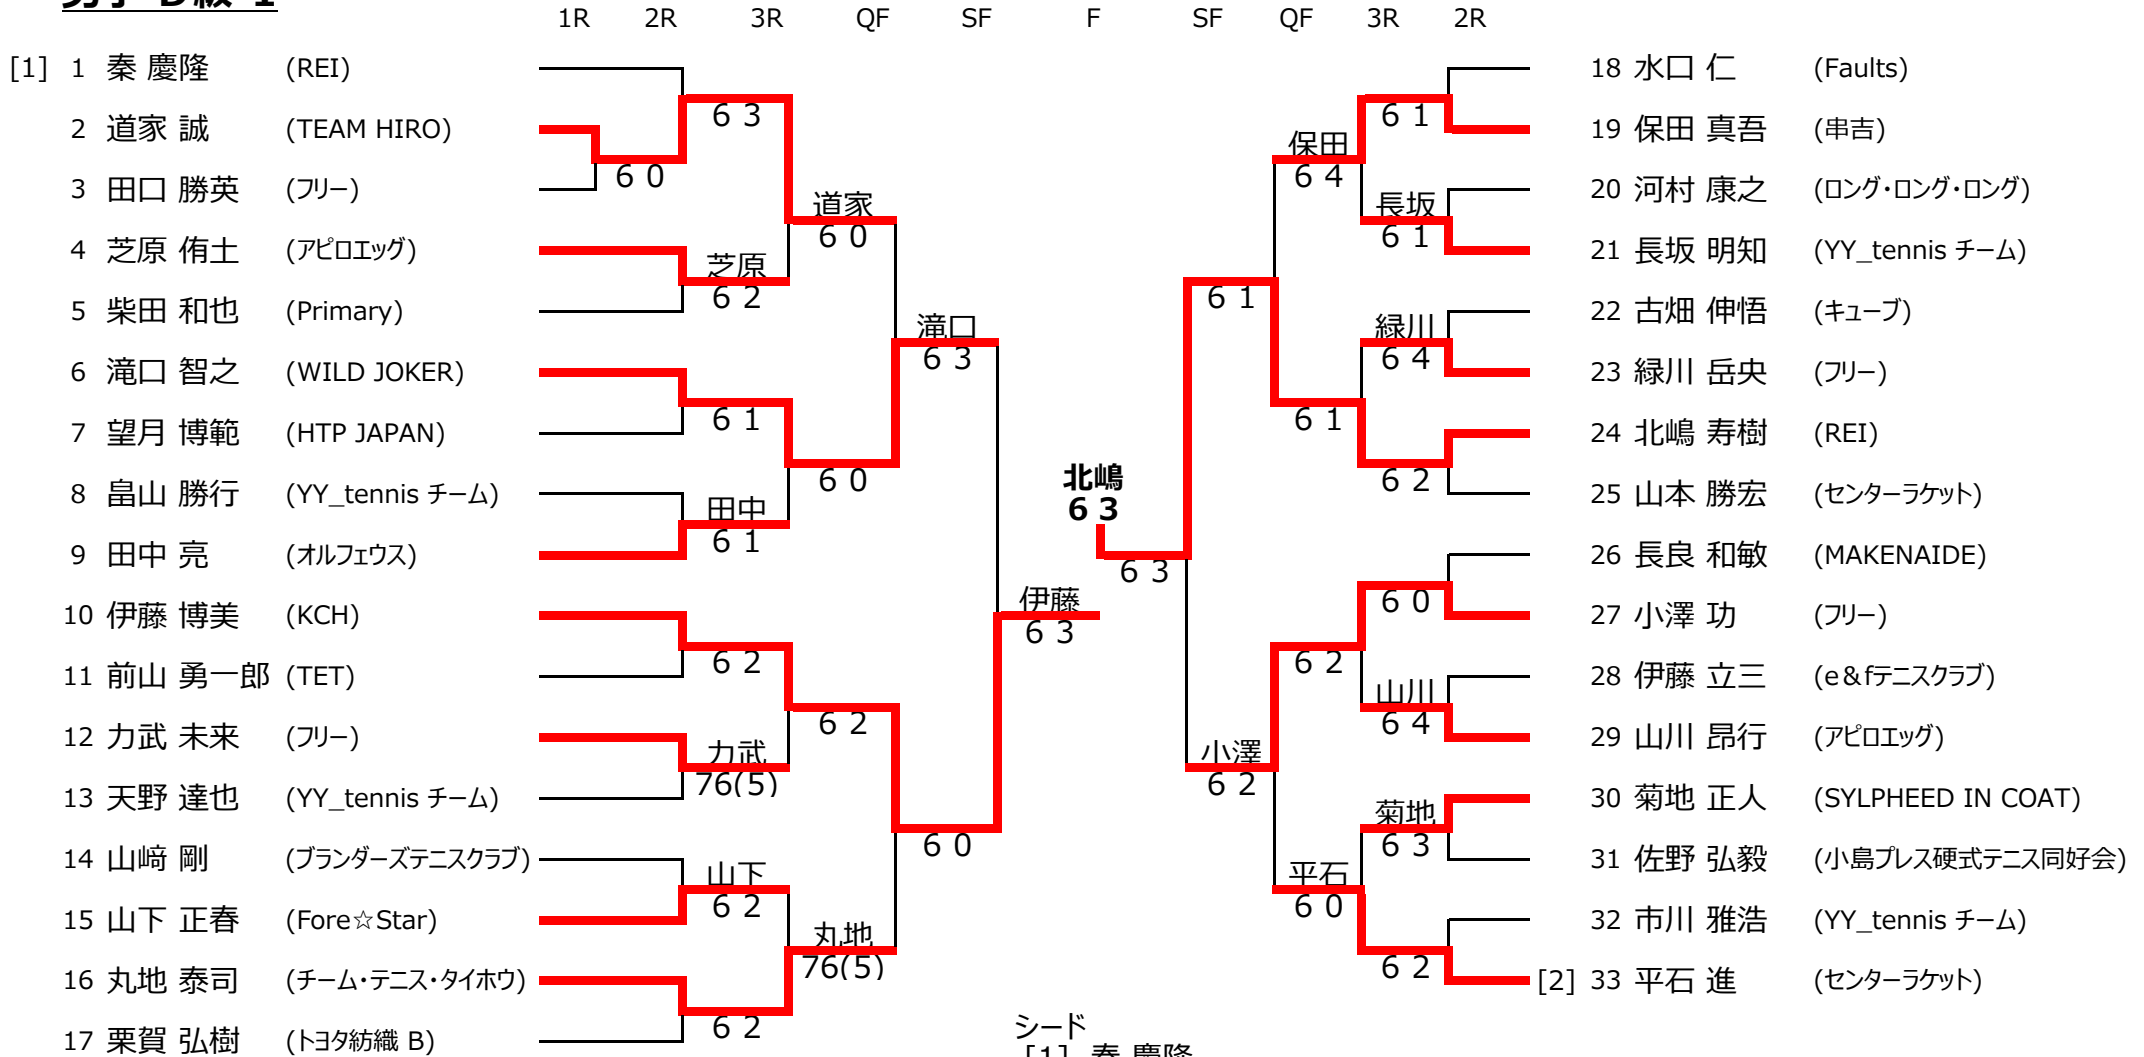 男子 D級 1
1R 2R 3R QF SF F SF QF 3R 2R
[1] 1 秦 慶隆 (REI)
2 道家 誠 (TEAM HIRO)
3 田口 勝英 (フリー)
4 芝原 侑士 (アピロエッグ)
5 柴田 和也 (Primary)
6 滝口 智之 (WILD JOKER)
7 望月 博範 (HTP JAPAN)
8 畠山 勝行 (YY_tennis チーム)
9 田中 亮 (オルフェウス)
10 伊藤 博美 (KCH)
11 前山 勇一郎 (TET)
12 力武 未来 (フリー)
13 天野 達也 (YY_tennis チーム)
14 山﨑 剛 (ブランダーズテニスクラブ)
15 山下 正春 (Fore☆Star)
16 丸地 泰司 (チーム・テニス・タイホウ)
17 栗賀 弘樹 (トヨタ紡織 B)
6 0
6 3
芝原
6 2
6 1
田中
6 1
6 2
力武
76(5)
山下
6 2
6 2
道家
6 0
6 0
6 2
丸地
76(5)
滝口
6 3
6 0
伊藤
6 3
北嶋
6 3
6 3
6 1
小澤
6 2
保田
6 4
6 1
6 2
平石
6 0
6 1
長坂
6 1
緑川
6 4
6 2
6 0
山川
6 4
菊地
6 3
6 2
18 水口 仁 (Faults)
19 保田 真吾 (串吉)
20 河村 康之 (ロング・ロング・ロング)
21 長坂 明知 (YY_tennis チーム)
22 古畑 伸悟 (キューブ)
23 緑川 岳央 (フリー)
24 北嶋 寿樹 (REI)
25 山本 勝宏 (センターラケット)
26 長良 和敏 (MAKENAIDE)
27 小澤 功 (フリー)
28 伊藤 立三 (e&fテニスクラブ)
29 山川 昂行 (アピロエッグ)
30 菊地 正人 (SYLPHEED IN COAT)
31 佐野 弘毅 (小島プレス硬式テニス同好会)
32 市川 雅浩 (YY_tennis チーム)
[2] 33 平石 進 (センターラケット)
シード
[1] 秦 慶隆